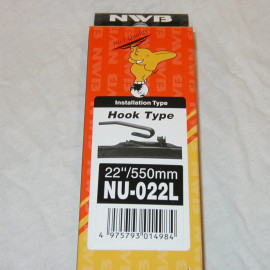 NWB
Installation Type
Hook Type
22"/550mm
NU-022L
4 975793 014984